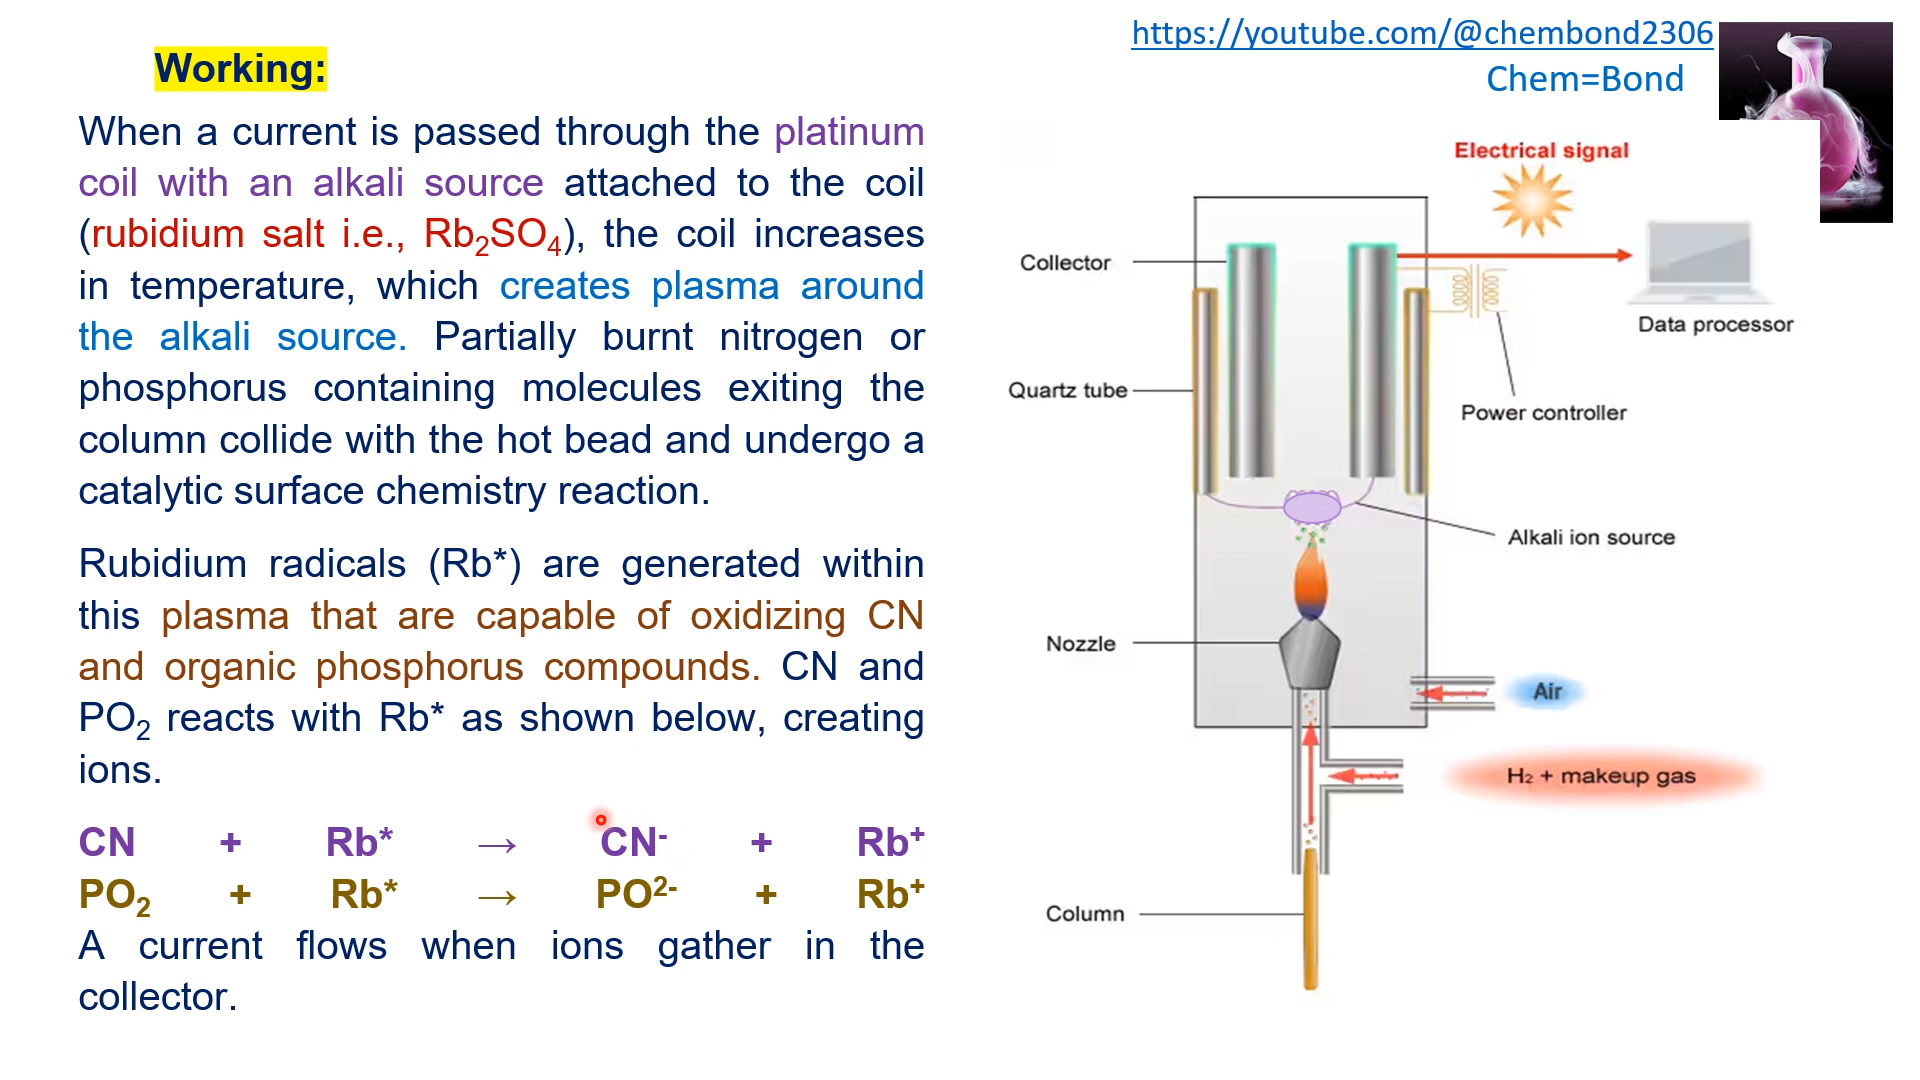 https://youtube.com/@chembond2306
Chem=Bond
Working:
When a current is passed through the platinum
coil with an alkali source attached to the coil
(rubidium salt i.e., Rb₂SO₄), the coil increases
in temperature, which creates plasma around
the alkali source. Partially burnt nitrogen or
phosphorus containing molecules exiting the
column collide with the hot bead and undergo a
catalytic surface chemistry reaction.
Rubidium radicals (Rb*) are generated within
this plasma that are capable of oxidizing CN
and organic phosphorus compounds. CN and
PO₂ reacts with Rb* as shown below, creating
ions.
CN + Rb* → CN⁻ + Rb⁺
PO₂ + Rb* → PO²⁻ + Rb⁺
A current flows when ions gather in the
collector.
Electrical signal
Collector
Data processor
Quartz tube
Power controller
Alkali ion source
Nozzle
Air
H₂ + makeup gas
Column